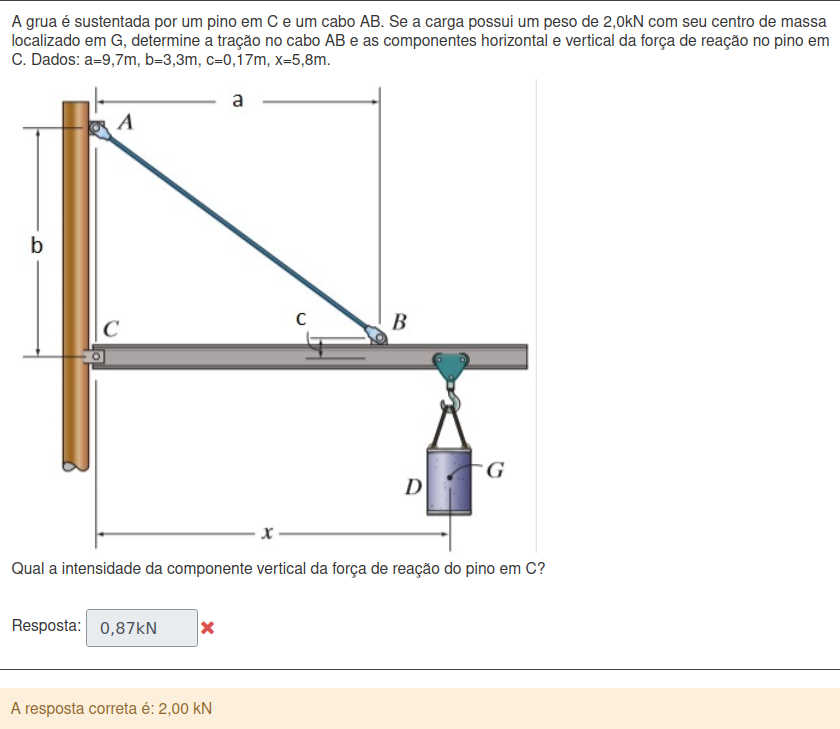 A grua é sustentada por um pino em C e um cabo AB. Se a carga possui um peso de 2,0kN com seu centro de massa
localizado em G, determine a tração no cabo AB e as componentes horizontal e vertical da força de reação no pino em
C. Dados: a=9,7m, b=3,3m, c=0,17m, x=5,8m.
a
A
b
C
c
B
G
D
x
Qual a intensidade da componente vertical da força de reação do pino em C?
Resposta: 0,87kN
A resposta correta é: 2,00 kN